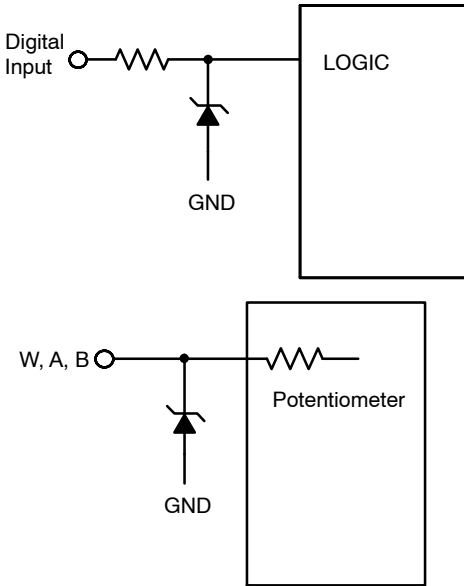 Digital
Input
LOGIC
GND
W, A, B
Potentiometer
GND